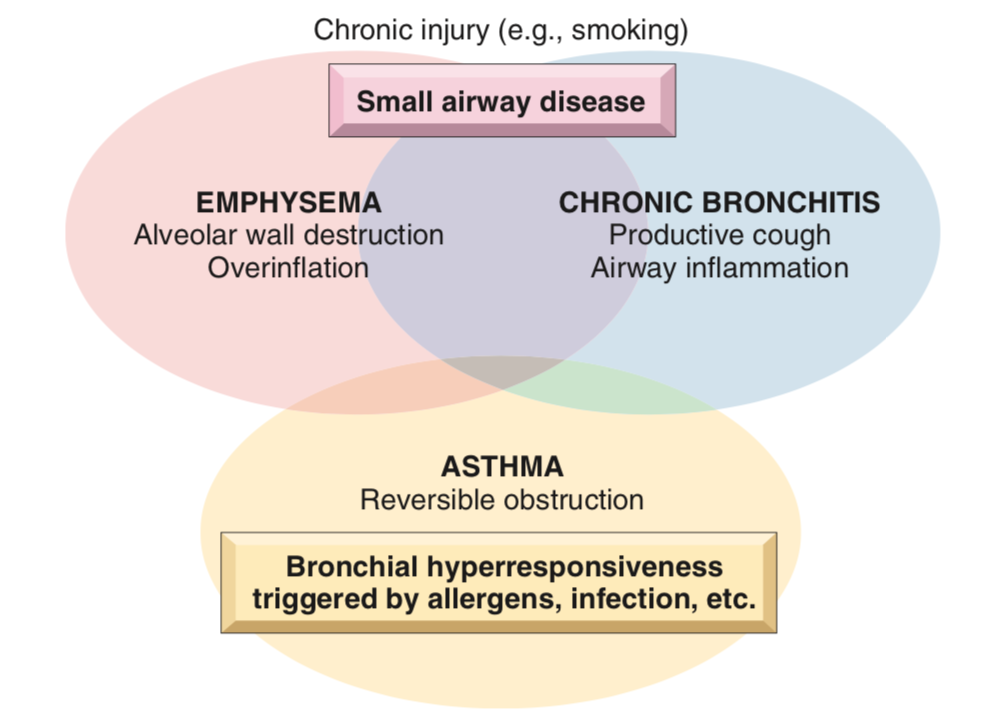 Chronic injury (e.g., smoking)
Small airway disease
EMPHYSEMA
Alveolar wall destruction
Overinflation
CHRONIC BRONCHITIS
Productive cough
Airway inflammation
ASTHMA
Reversible obstruction
Bronchial hyperresponsiveness
triggered by allergens, infection, etc.